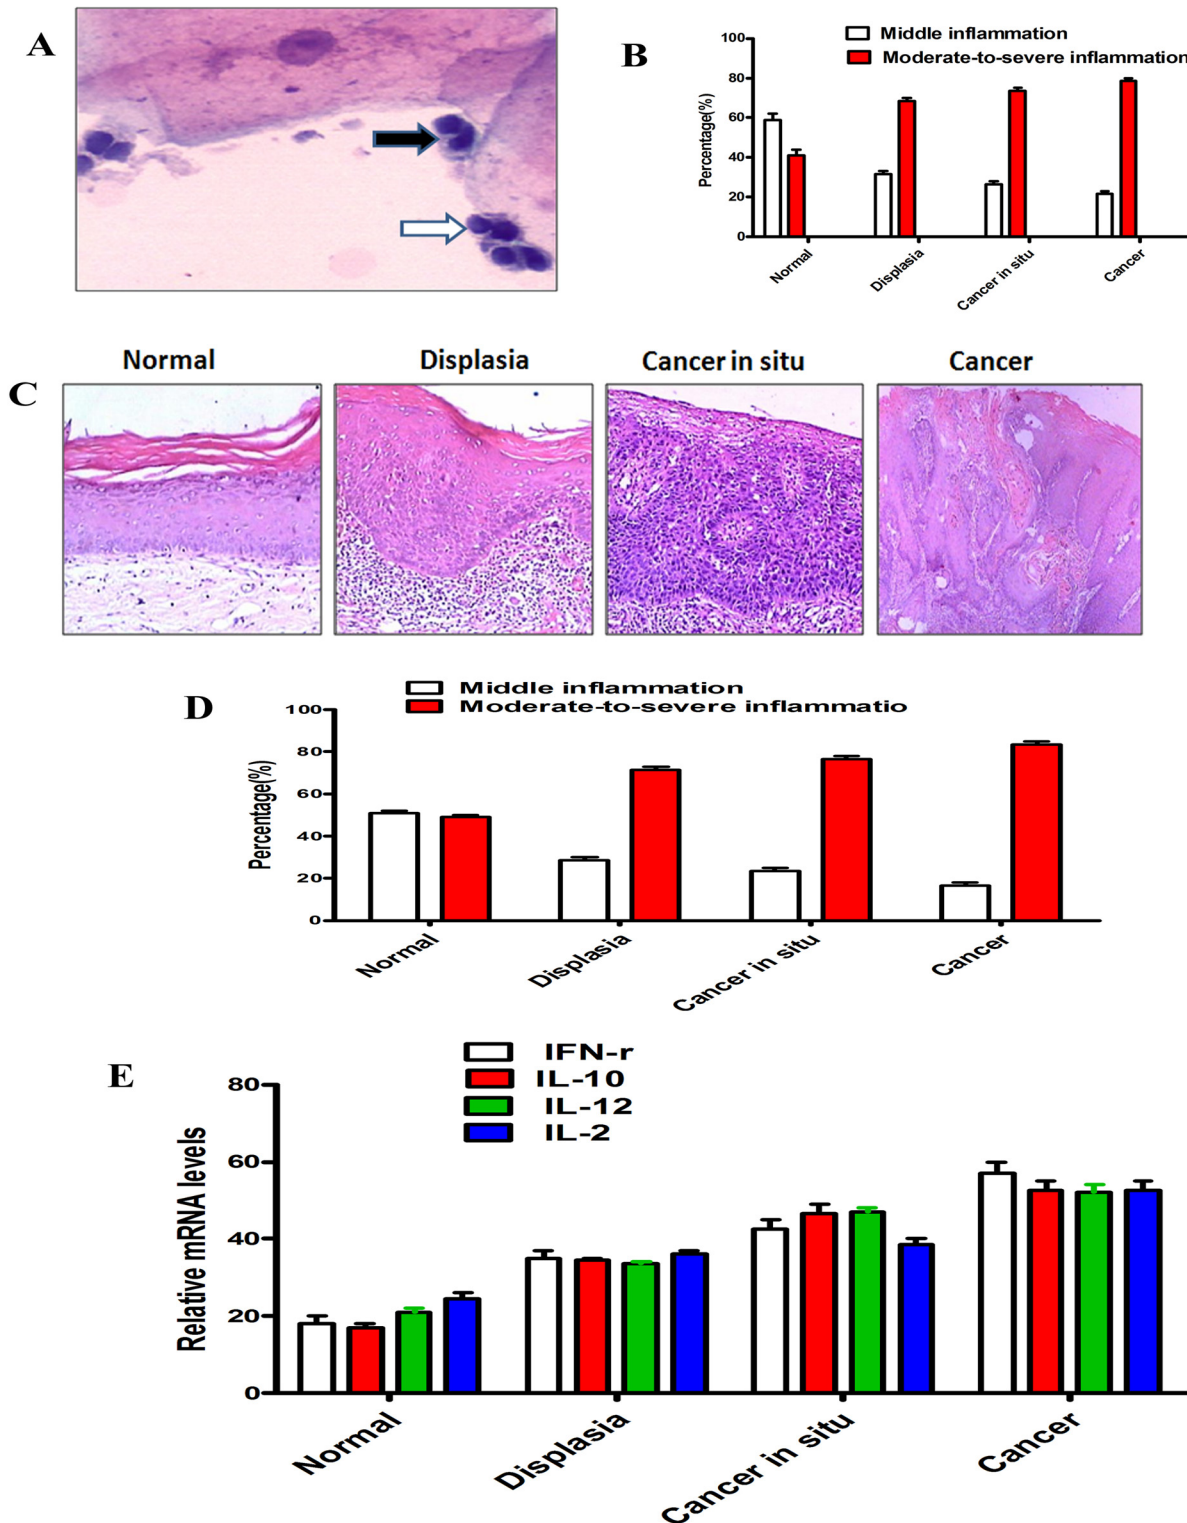 A
B
Middle inflammation
Moderate-to-severe inflammation
Percentage(%)
100
80
60
40
20
0
Normal
Displasia
Cancer in situ
Cancer
C
Normal
Displasia
Cancer in situ
Cancer
D
Middle inflammation
Moderate-to-severe inflammatio
Percentage(%)
100
80
60
40
20
0
Normal
Displasia
Cancer in situ
Cancer
E
IFN-r
IL-10
IL-12
IL-2
Relative mRNA levels
80
60
40
20
0
Normal
Displasia
Cancer in situ
Cancer